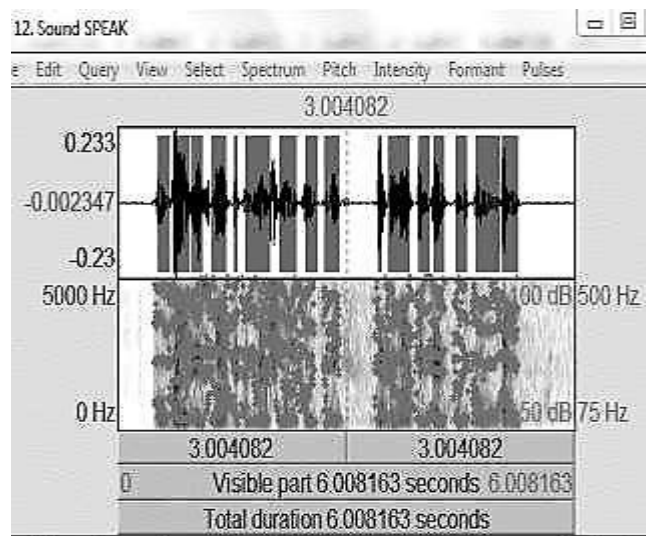 12. Sound SPEAK
e Edit Query View Select Spectrum Pitch Intensity Formant Pulses
3.004082
0.233
-0.002347
-0.23
5000 Hz 100 dB 500 Hz
0 Hz 50 dB 75 Hz
3.004082 3.004082
0 Visible part 6.008163 seconds 6.008163
Total duration 6.008163 seconds